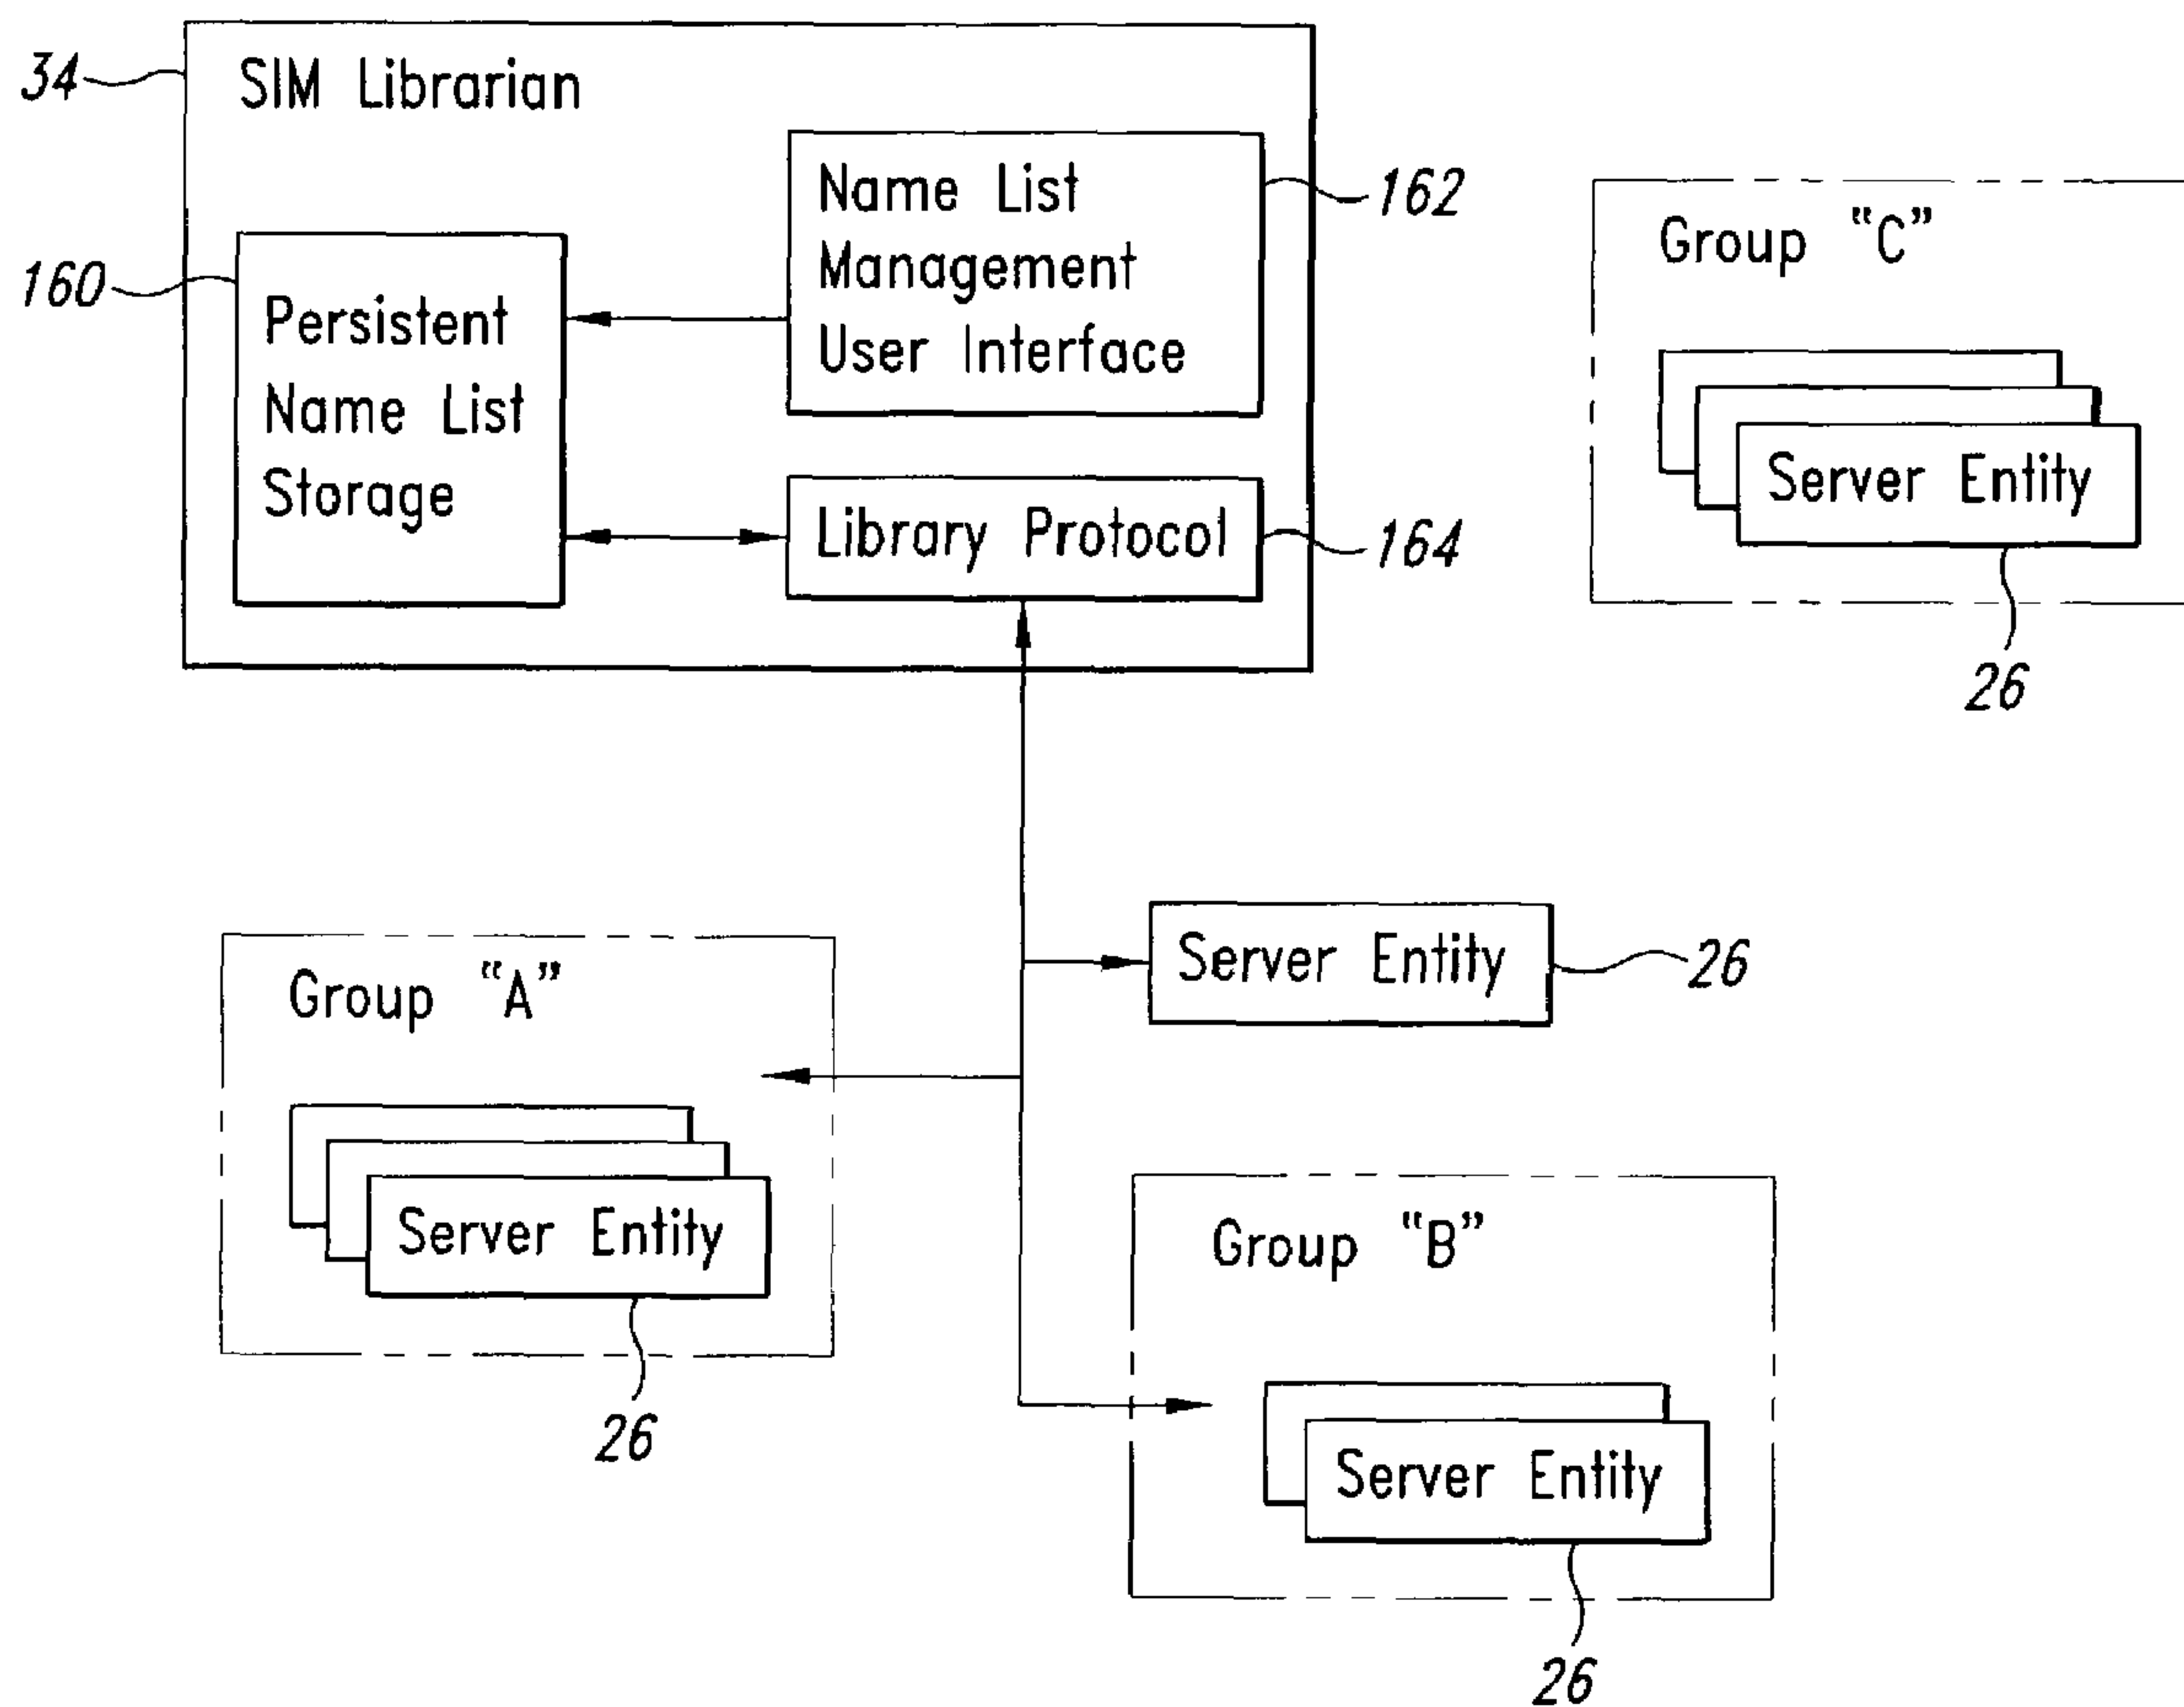 34
SIM Librarian
Name List
Management
User Interface
162
160
Persistent
Name List
Storage
Library Protocol
164
Group "C"
Server Entity
26
Server Entity
26
Group "A"
Server Entity
26
Group "B"
Server Entity
26